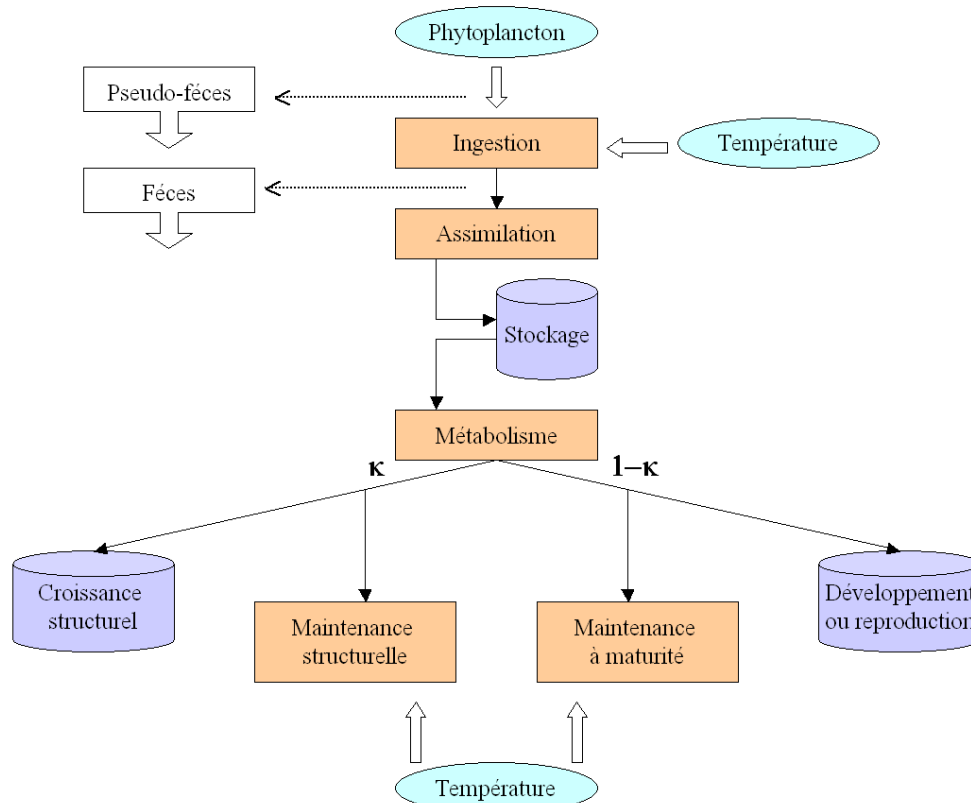 Phytoplancton
Pseudo-féces
Ingestion
Température
Féces
Assimilation
Stockage
Métabolisme
κ
1–κ
Croissance
structurel
Maintenance
structurelle
Maintenance
à maturité
Développement
ou reproduction
Température